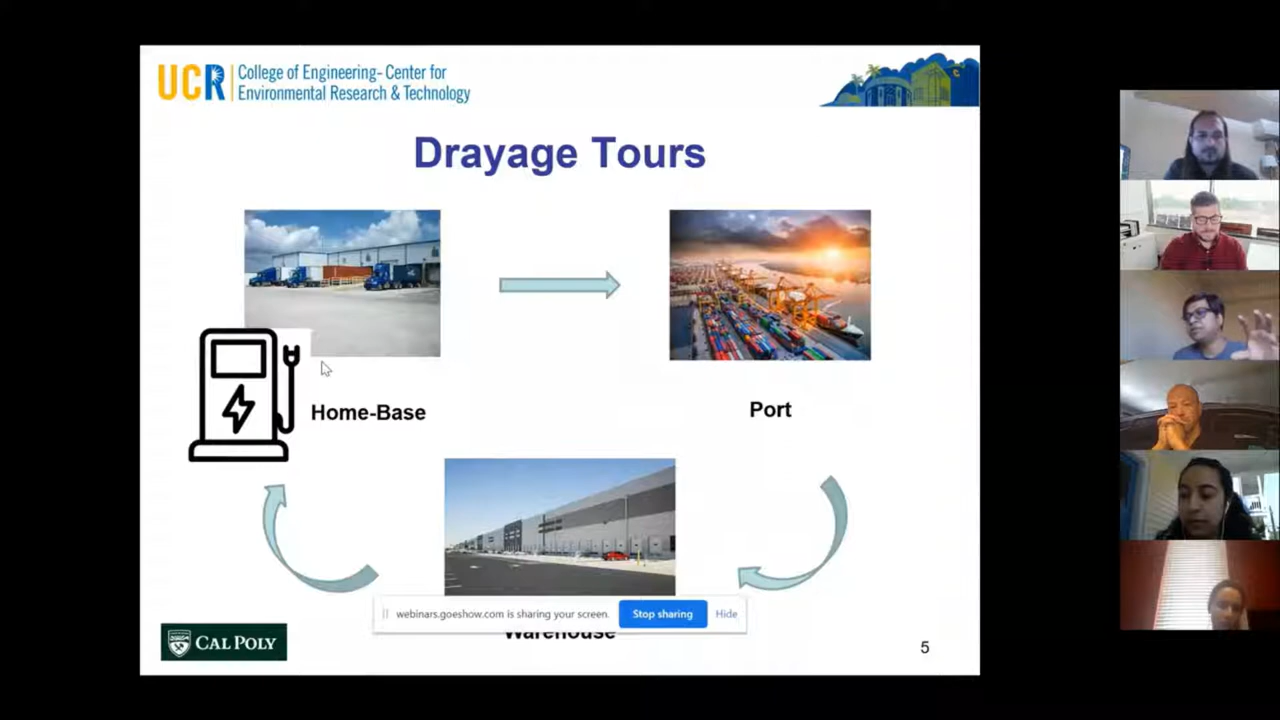 UCR
College of Engineering- Center for
Environmental Research & Technology
Drayage Tours
Home-Base
Port
webinars.goeshow.com is sharing your screen.
Stop sharing
Hide
Warehouse
CAL POLY
5